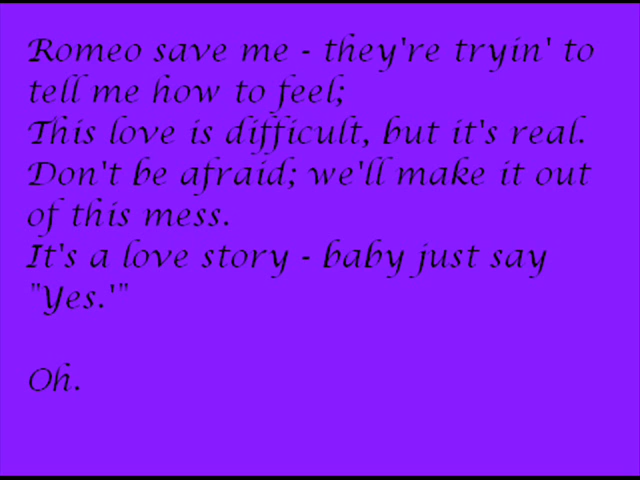 Romeo save me - they're tryin' to
tell me how to feel;
This love is difficult, but it's real.
Don't be afraid; we'll make it out
of this mess.
It's a love story - baby just say
"Yes.'"
Oh.